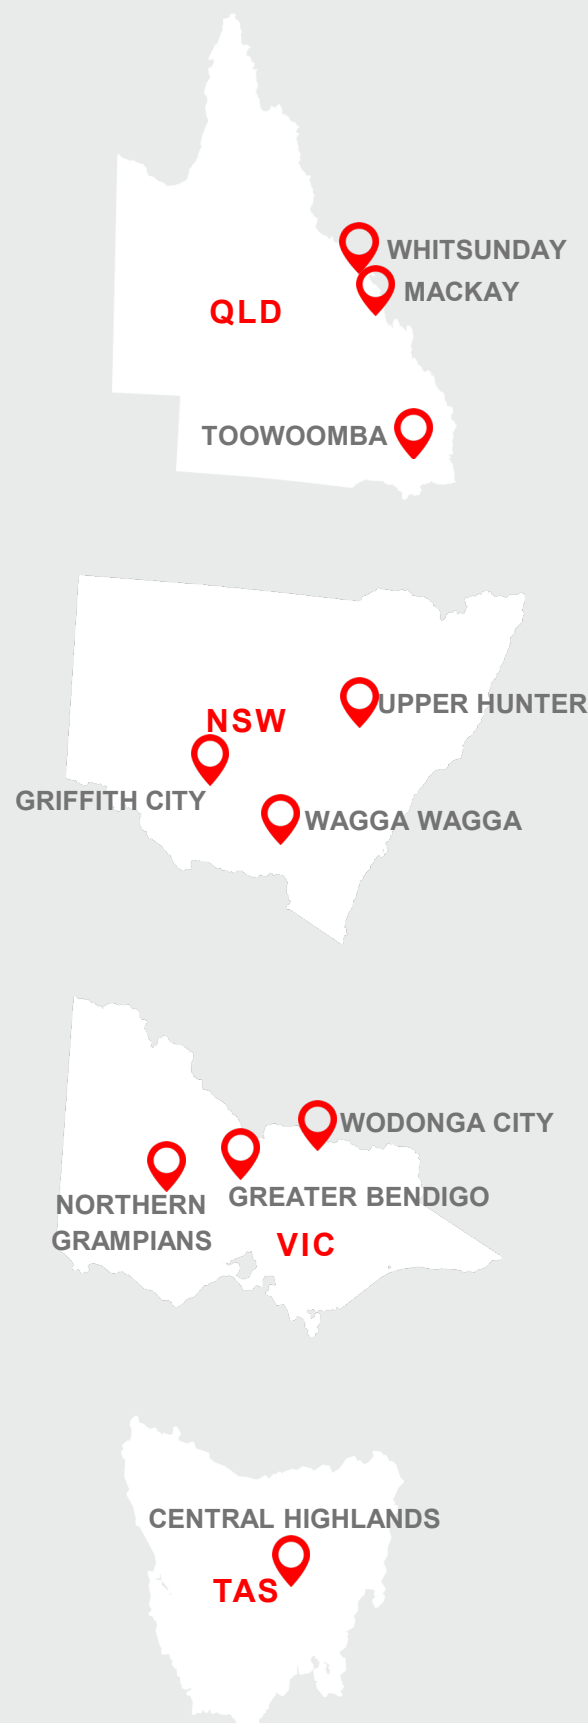 WHITSUNDAY
MACKAY
QLD
TOOWOOMBA
UPPER HUNTER
NSW
GRIFFITH CITY
WAGGA WAGGA
WODONGA CITY
GREATER BENDIGO
NORTHERN
GRAMPIANS
VIC
CENTRAL HIGHLANDS
TAS